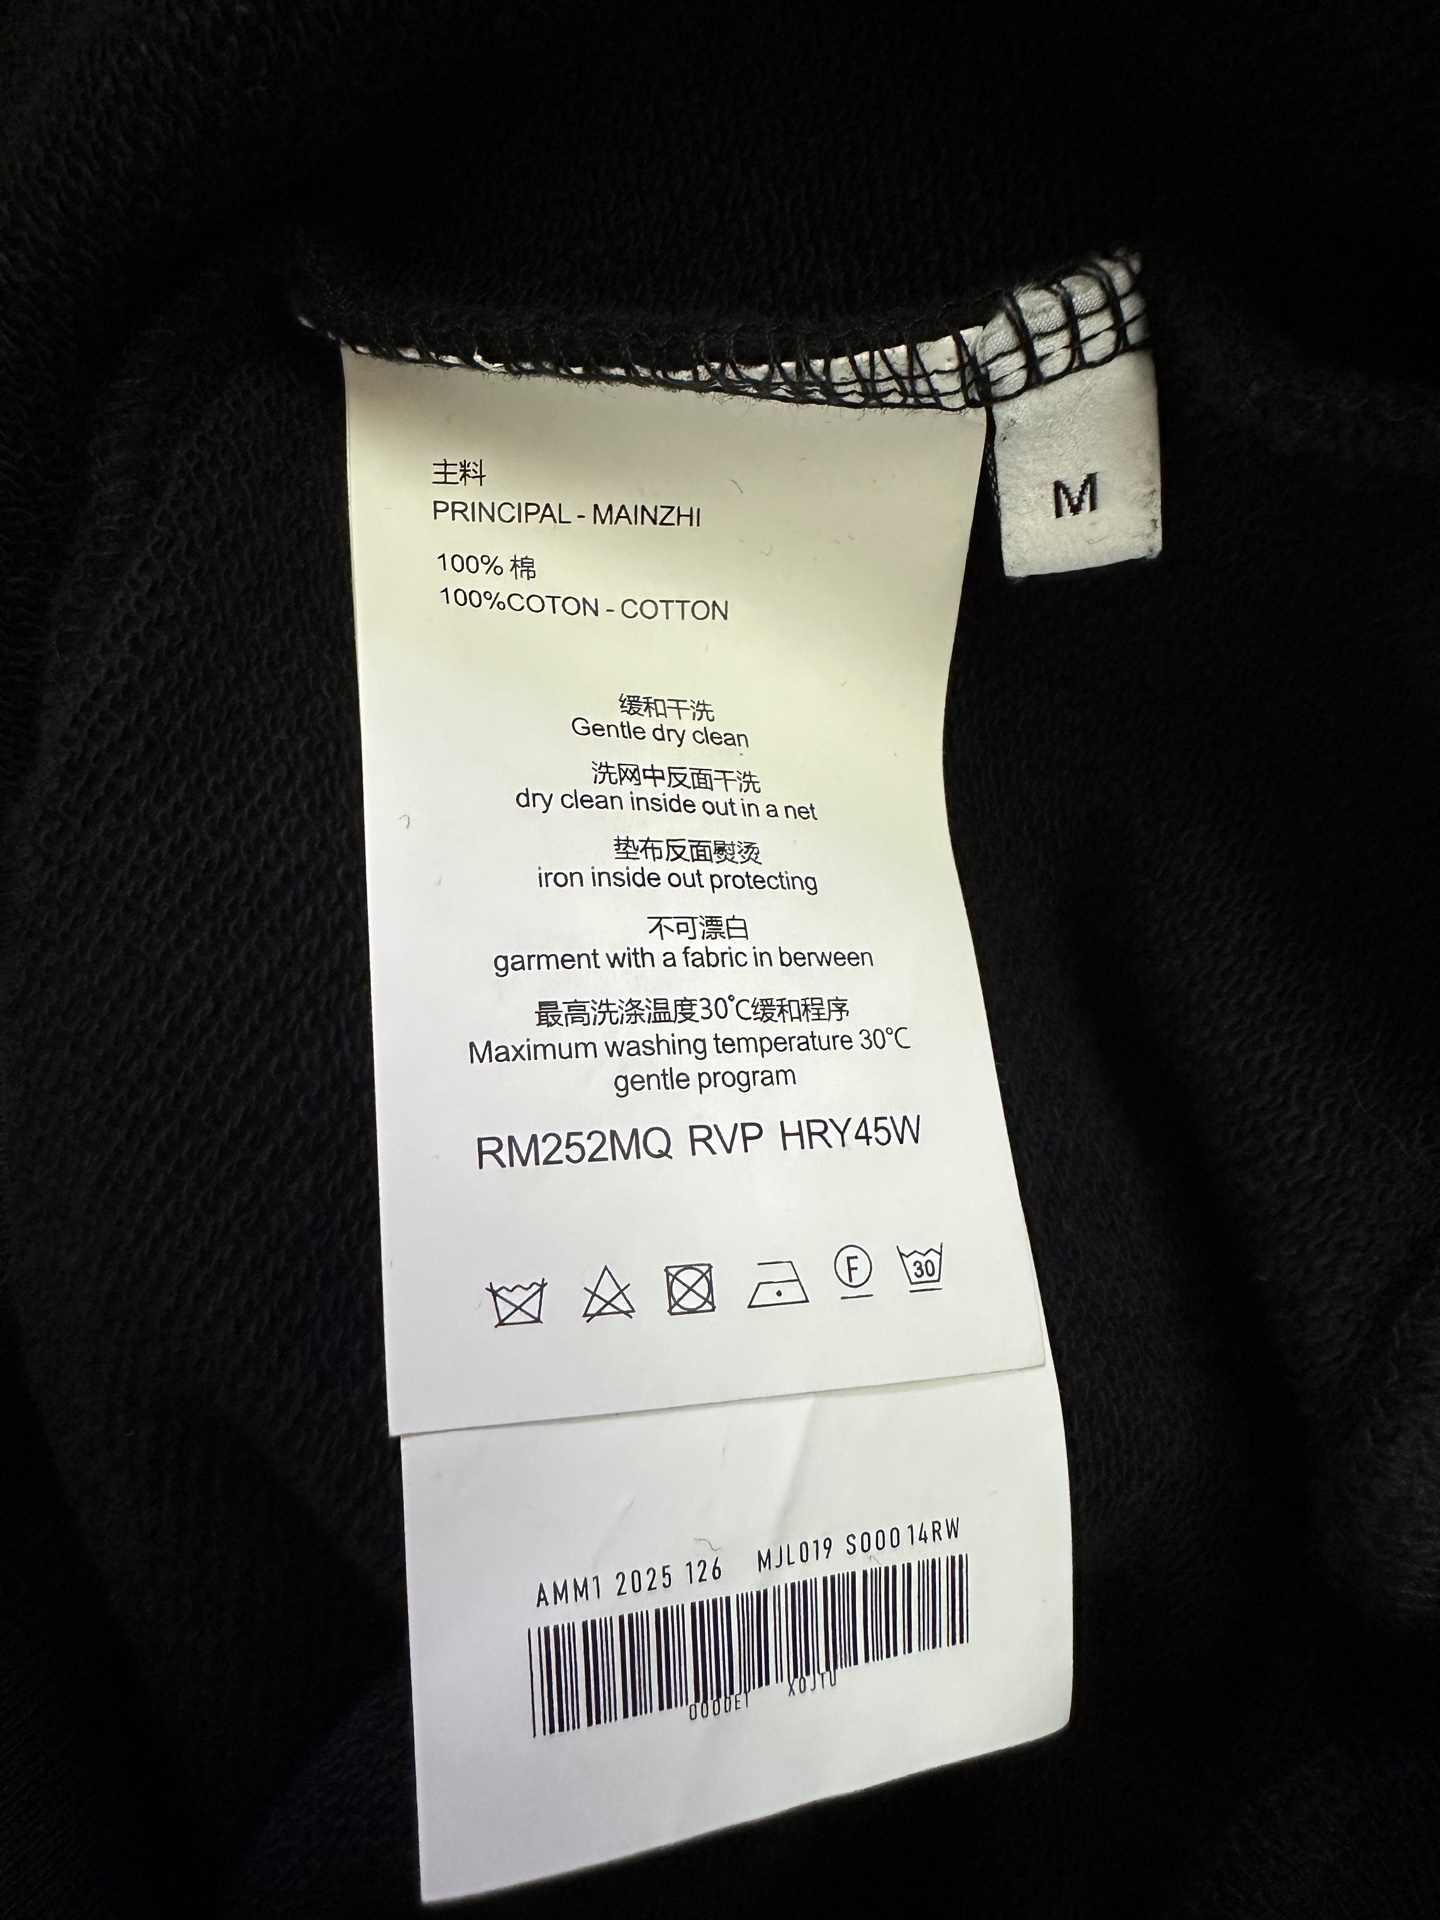 主料
PRINCIPAL - MAINZHI
100% 棉
100%COTON - COTTON
缓和干洗
Gentle dry clean
洗网中反面干洗
dry clean inside out in a net
垫布反面熨烫
iron inside out protecting
不可漂白
garment with a fabric in berween
最高洗涤温度30℃缓和程序
Maximum washing temperature 30℃
gentle program
RM252MQ RVP HRY45W
F
30
M
AMM1 2025 126 MJL019 S00014RW
0000E1 X0JTU